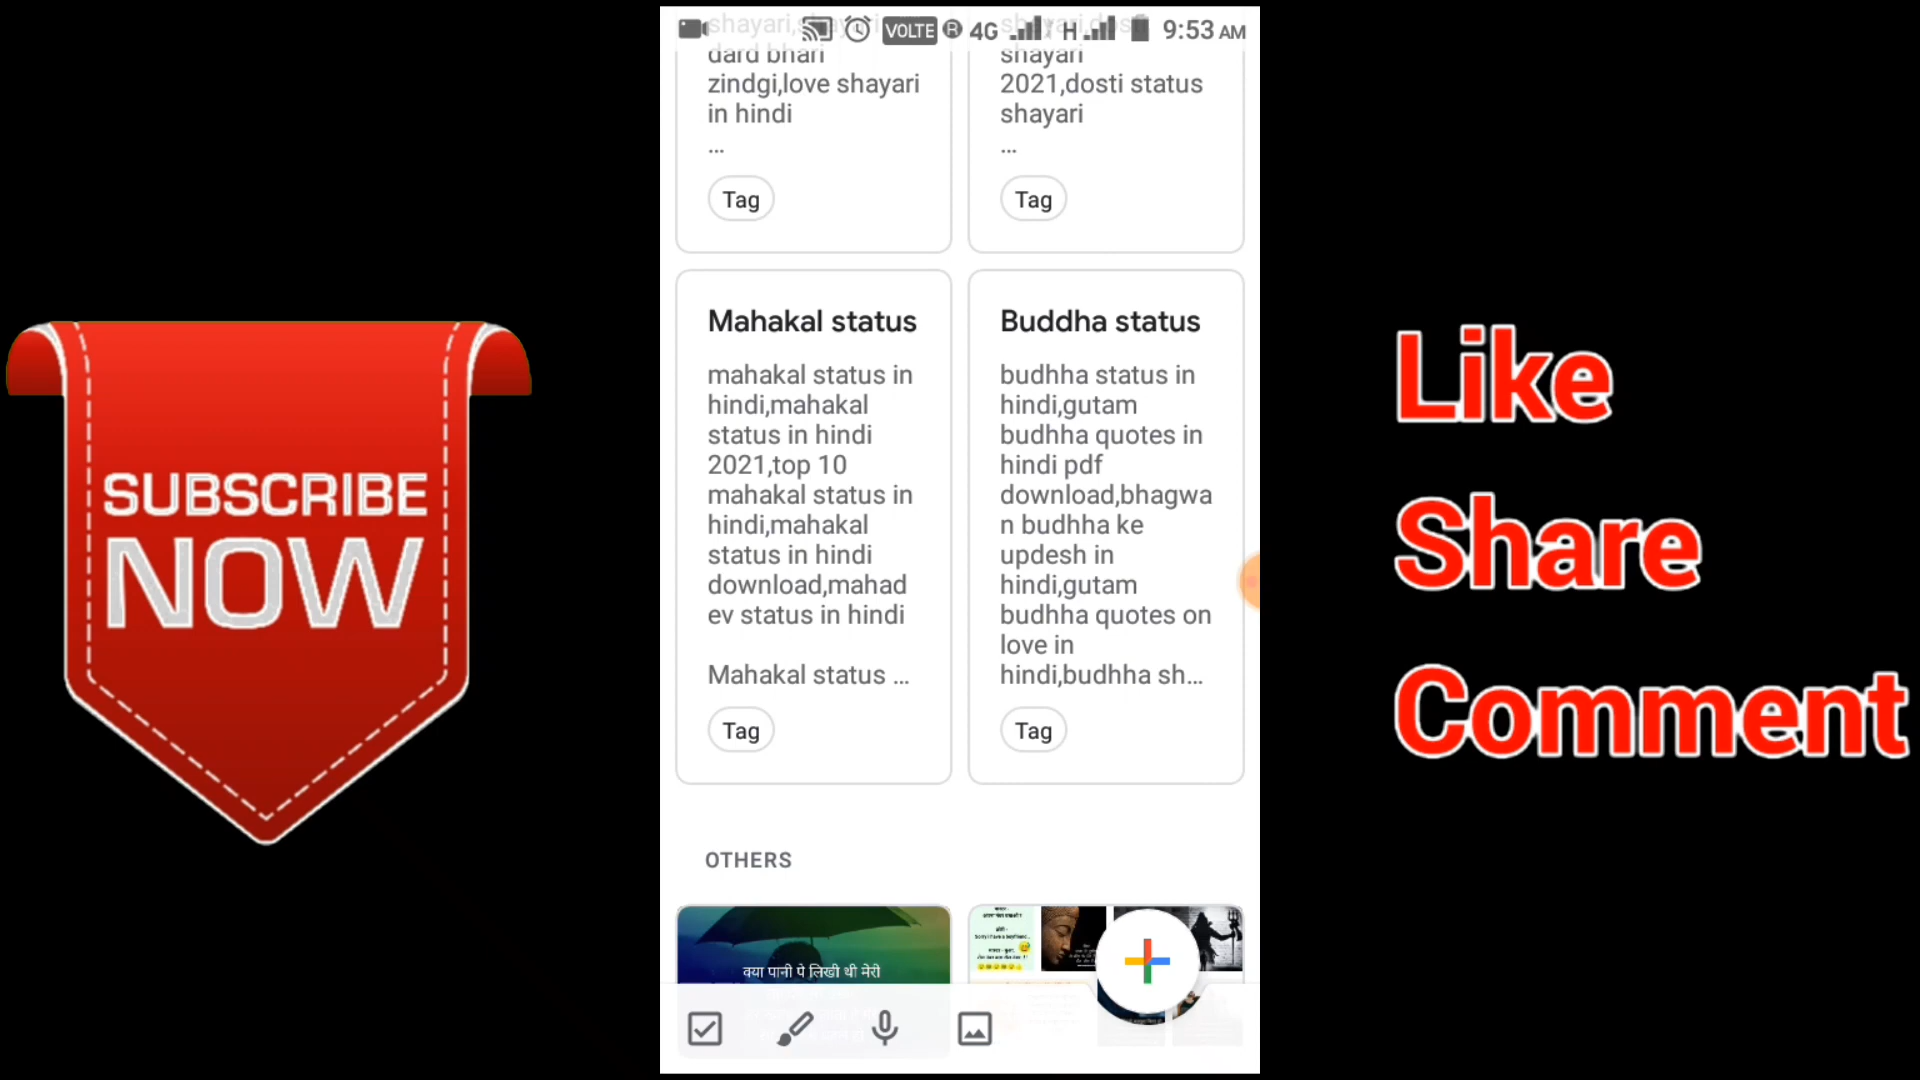 VOLTE R 4G H 9:53 AM
dard bhari
zindgi,love shayari
in hindi
...
Tag
shayari
2021,dosti status
shayari
...
Tag
Mahakal status
mahakal status in
hindi,mahakal
status in hindi
2021,top 10
mahakal status in
hindi,mahakal
status in hindi
download,mahad
ev status in hindi
Mahakal status ...
Tag
Buddha status
budhha status in
hindi,gutam
budhha quotes in
hindi pdf
download,bhagwa
n budhha ke
updesh in
hindi,gutam
budhha quotes on
love in
hindi,budhha sh...
Tag
OTHERS
क्या पानी पे लिखी थी मेरी
SUBSCRIBE
NOW
Like
Share
Comment